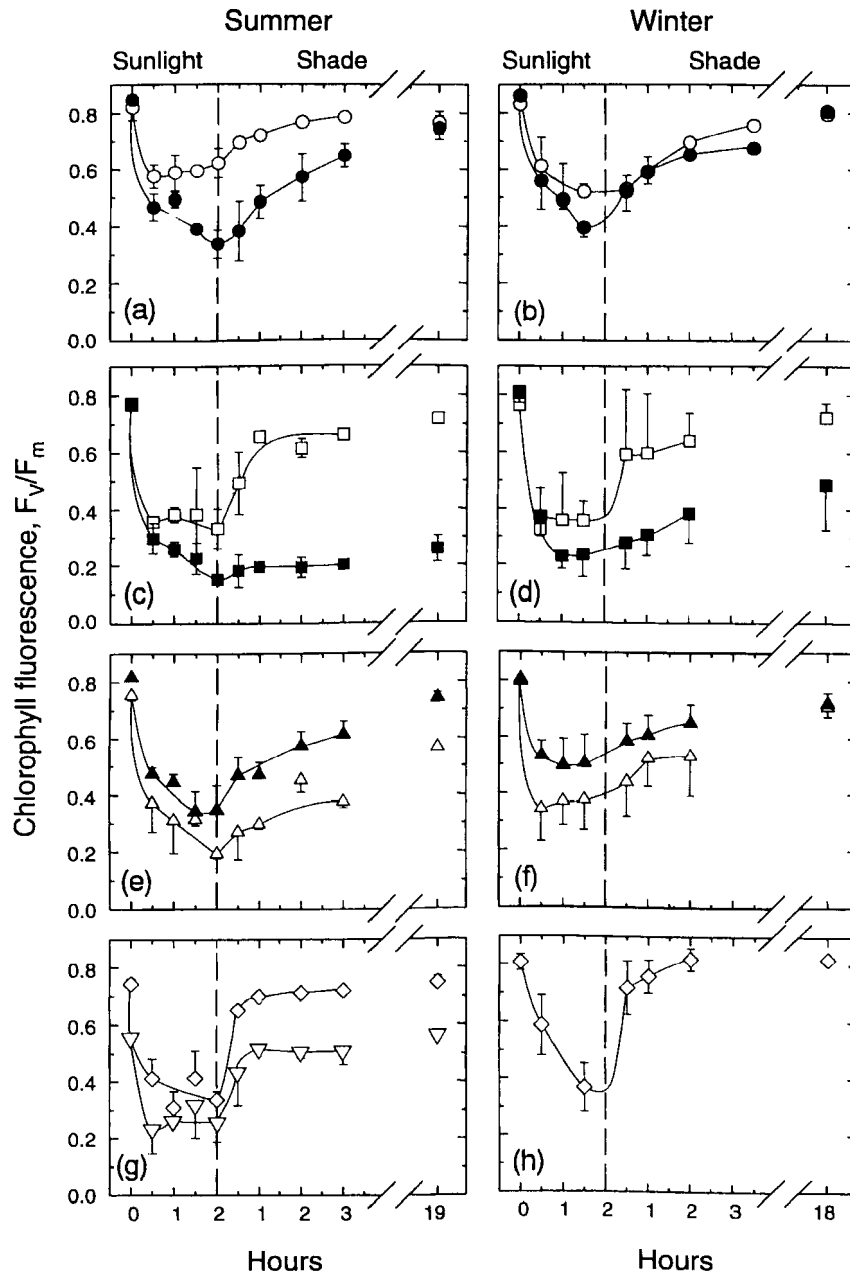 Summer Winter
Sunlight Shade Sunlight Shade
0.8
0.6
0.4
0.2
0.0
(a) (b)
0.8
0.6
0.4
0.2
0.0
(c) (d)
0.8
0.6
0.4
0.2
0.0
(e) (f)
0.8
0.6
0.4
0.2
0.0
(g) (h)
Chlorophyll fluorescence, Fv/Fm
0 1 2 1 2 3 19 0 1 2 1 2 3 18
Hours Hours